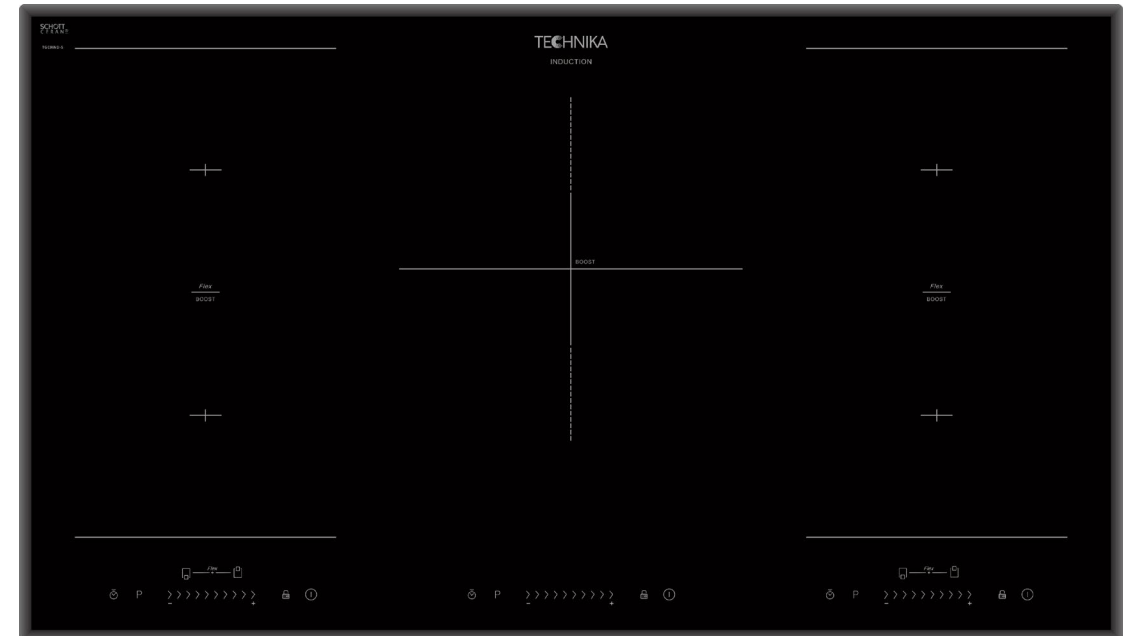 SCHOTT
CERAN®
TECHNIKA
INDUCTION
BOOST
Flex
BOOST
Flex
BOOST
Flex
Flex
P
- +
P
- +
P
- +